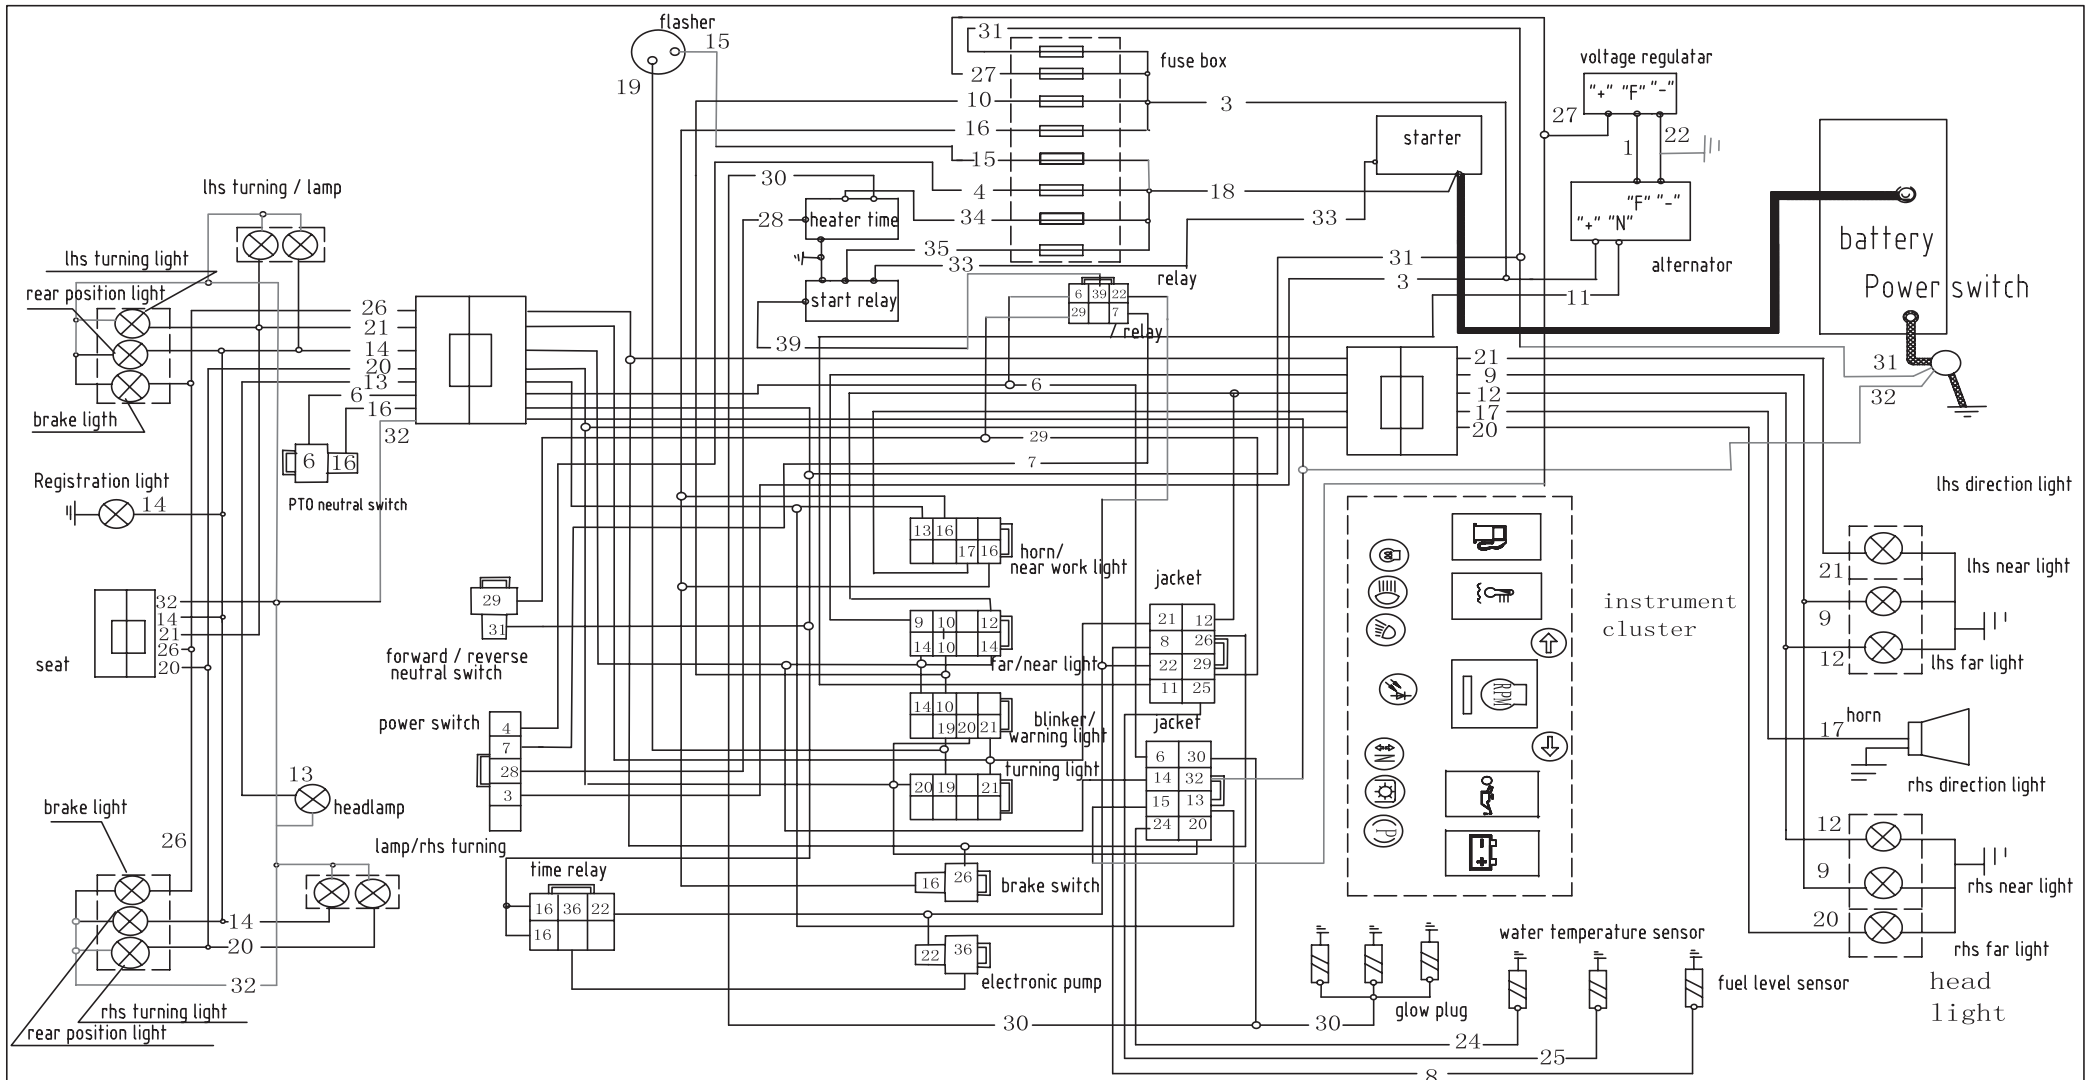 flasher
15
19
31
27
10
16
15
4
34
35
33
fuse box
3
18
33
voltage regulatar
"+" "F" "-"
27
1
22
starter
"F" "-"
"+" "N"
alternator
battery
Power switch
31
32
31
3
11
30
28
heater time
start relay
39
relay
6 39 22
29 7
relay
lhs turning / lamp
lhs turning light
rear position light
brake ligth
26
21
14
20
13
6
16
32
6 16
PTO neutral switch
Registration light
14
seat
32
14
21
26
20
6
29
7
21
9
12
17
20
29
31
forward / reverse
neutral switch
power switch
4
7
28
3
13 16
17 16
horn/
near work light
9 10 12
14 10 14
far/near light
14 10
19 20 21
blinker/
warning light
turning light
20 19 21
jacket
21 12
8 26
22 29
11 25
jacket
6 30
14 32
15 13
24 20
instrument
cluster
RPM
N
P
lhs direction light
21
lhs near light
9
12
lhs far light
17
horn
rhs direction light
12
9
rhs near light
20
rhs far light
head
light
13
headlamp
brake light
26
lamp/rhs turning
14
20
32
rhs turning light
rear position light
time relay
16 36 22
16
16 26
brake switch
22 36
electronic pump
30
30
glow plug
water temperature sensor
fuel level sensor
24
25
8